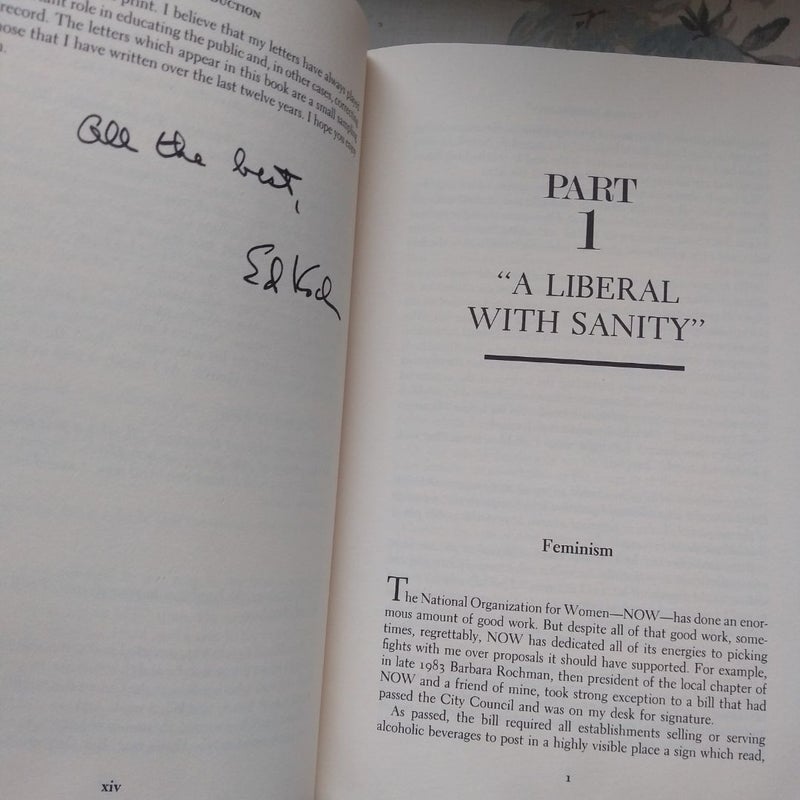 DUCTION
print. I believe that my letters have always played
ant role in educating the public and, in other cases, correcting
record. The letters which appear in this book are a small sampling
hose that I have written over the last twelve years. I hope you enjoy
All the best,
Ed Koch
xiv
PART
1
“A LIBERAL
WITH SANITY”
Feminism
The National Organization for Women—NOW—has done an enor-
mous amount of good work. But despite all of that good work, some-
times, regrettably, NOW has dedicated all of its energies to picking
fights with me over proposals it should have supported. For example,
in late 1983 Barbara Rochman, then president of the local chapter of
NOW and a friend of mine, took strong exception to a bill that had
passed the City Council and was on my desk for signature.
As passed, the bill required all establishments selling or serving
alcoholic beverages to post in a highly visible place a sign which read,
1